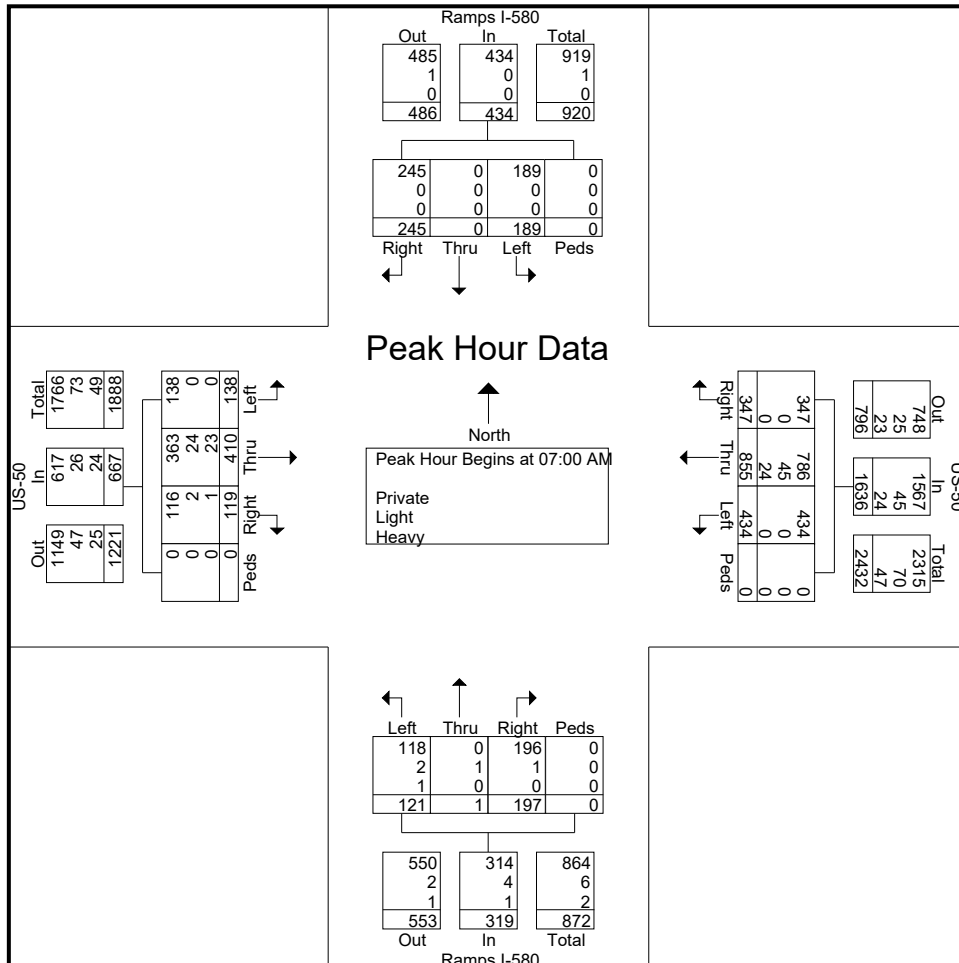 Ramps I-580
Out In Total
485 434 919
1 0 1
0 0 0
486 434 920
245 0 189 0
0 0 0 0
0 0 0 0
245 0 189 0
Right Thru Left Peds
Peak Hour Data
North
Peak Hour Begins at 07:00 AM
Private
Light
Heavy
US-50
Total
1766
73
49
1888
In
617
26
24
667
Out
1149
47
25
1221
Left
138
0
0
138
Thru
363
24
23
410
Right
116
2
1
119
Peds
0
0
0
0
Right
347
0
0
347
Thru
786
45
24
855
Left
434
0
0
434
Peds
0
0
0
0
US-50
Out
748
25
23
796
In
1567
45
24
1636
Total
2315
70
47
2432
Left Thru Right Peds
118 0 196 0
2 1 1 0
1 0 0 0
121 1 197 0
550 314 864
2 4 6
1 1 2
553 319 872
Out In Total
Ramps I-580